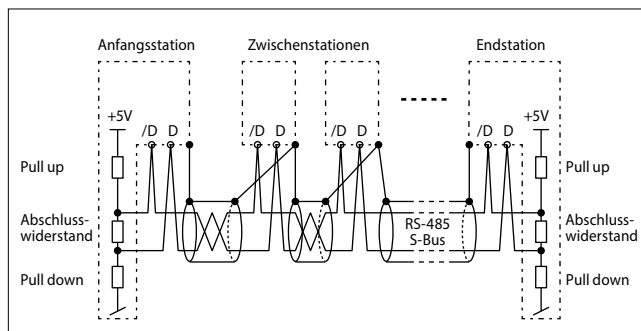 Anfangsstation
Zwischenstationen
Endstation
+5V
/D D
/D D
/D D
/D D
+5V
Pull up
Pull up
Abschluss-
widerstand
RS-485
S-Bus
Abschluss-
widerstand
Pull down
Pull down